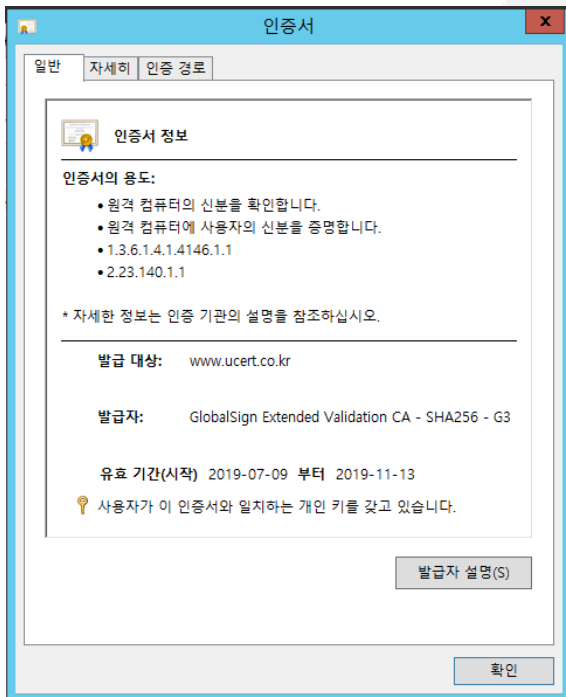 인증서
x
일반 자세히 인증 경로
인증서 정보
인증서의 용도:
• 원격 컴퓨터의 신분을 확인합니다.
• 원격 컴퓨터에 사용자의 신분을 증명합니다.
• 1.3.6.1.4.1.4146.1.1
• 2.23.140.1.1
* 자세한 정보는 인증 기관의 설명을 참조하십시오.
발급 대상: www.ucert.co.kr
발급자: GlobalSign Extended Validation CA - SHA256 - G3
유효 기간(시작) 2019-07-09 부터 2019-11-13
사용자가 이 인증서와 일치하는 개인 키를 갖고 있습니다.
발급자 설명(S)
확인